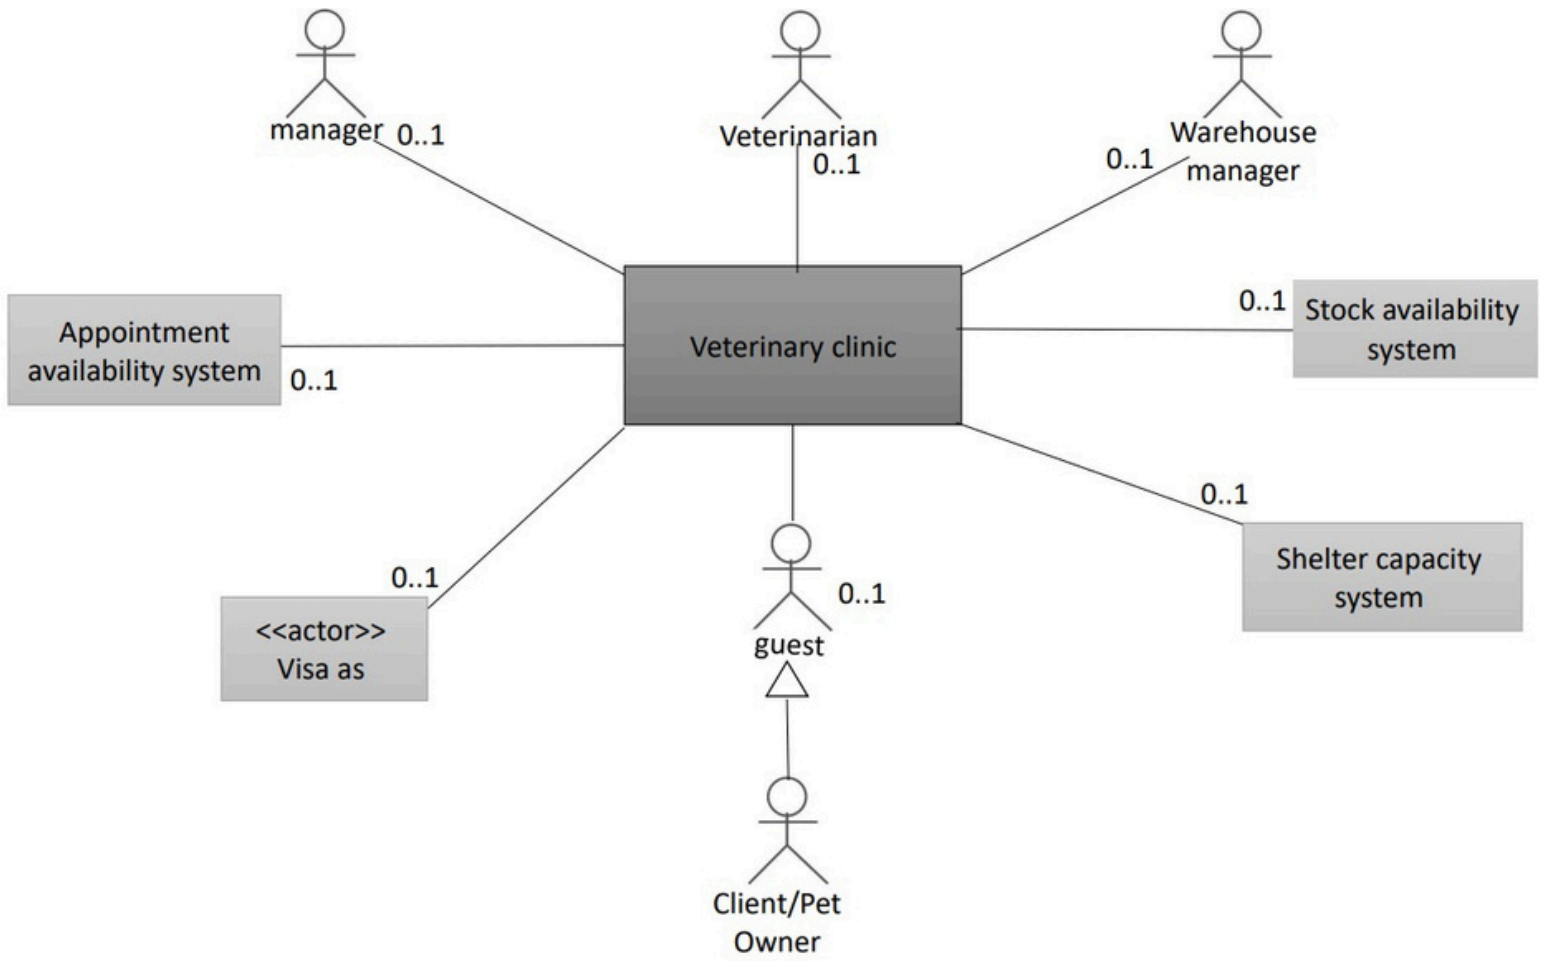 manager
0..1
Veterinarian
0..1
Warehouse
manager
0..1
Appointment
availability system
0..1
Veterinary clinic
0..1
Stock availability
system
0..1
<<actor>>
Visa as
0..1
guest
0..1
Shelter capacity
system
Client/Pet
Owner